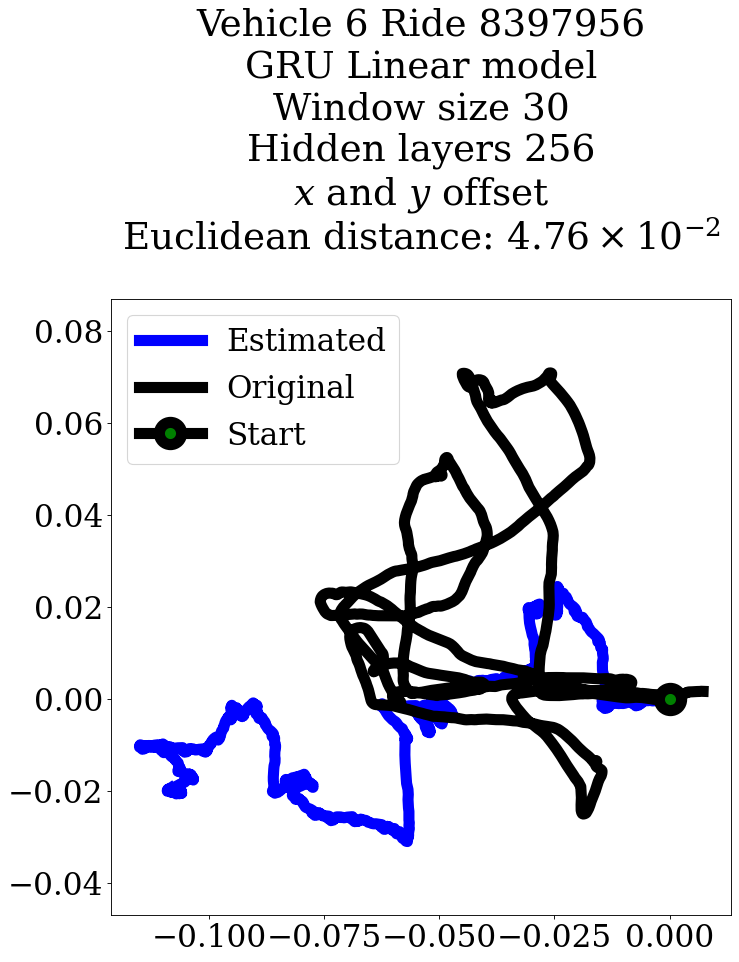 Vehicle 6 Ride 8397956
GRU Linear model
Window size 30
Hidden layers 256
x and y offset
Euclidean distance: 4.76 × 10⁻²
Estimated
Original
Start
0.08
0.06
0.04
0.02
0.00
−0.02
−0.04
−0.100 −0.075 −0.050 −0.025 0.000